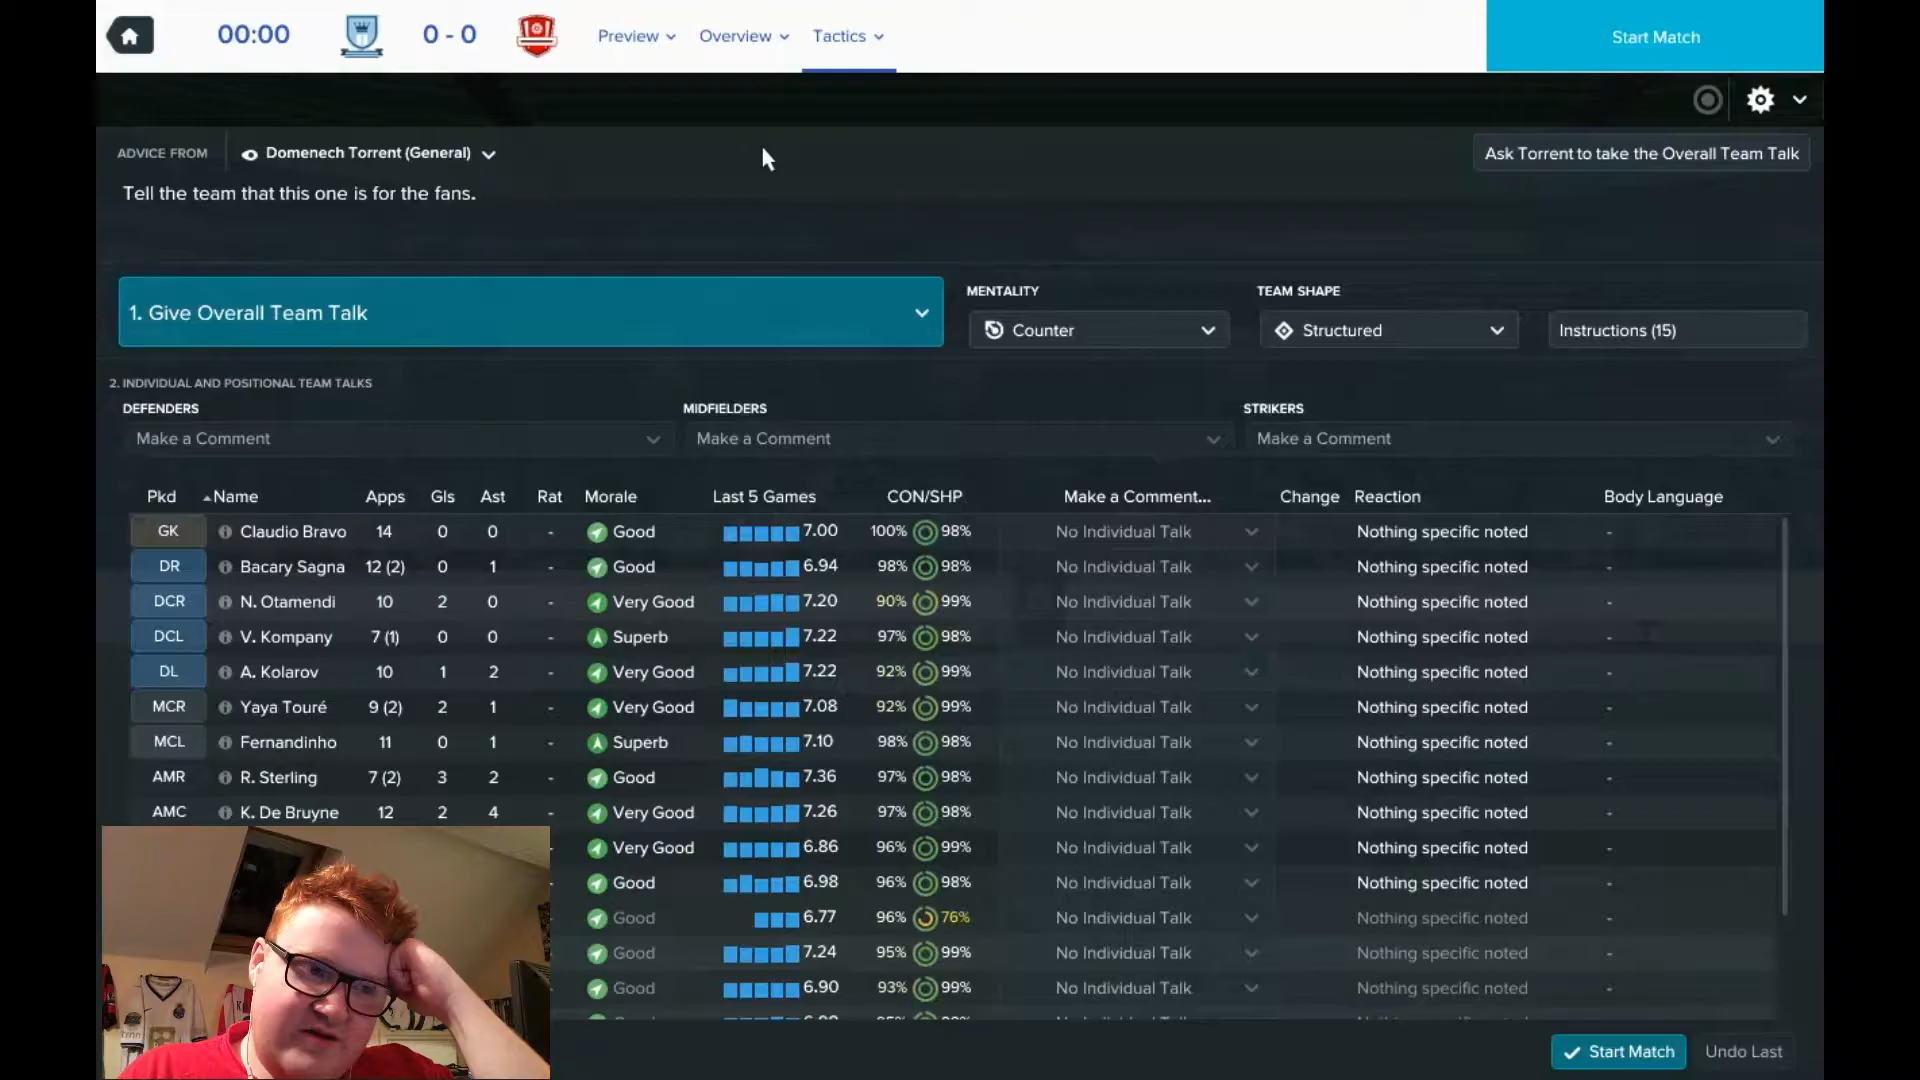 00:00 0 - 0 Preview Overview Tactics Start Match
ADVICE FROM Domenech Torrent (General) Ask Torrent to take the Overall Team Talk
Tell the team that this one is for the fans.
MENTALITY TEAM SHAPE
1. Give Overall Team Talk Counter Structured Instructions (15)
2. INDIVIDUAL AND POSITIONAL TEAM TALKS
DEFENDERS MIDFIELDERS STRIKERS
Make a Comment Make a Comment Make a Comment
Pkd Name Apps Gls Ast Rat Morale Last 5 Games CON/SHP Make a Comment... Change Reaction Body Language
GK Claudio Bravo 14 0 0 - Good 7.00 100% 98% No Individual Talk Nothing specific noted -
DR Bacary Sagna 12 (2) 0 1 - Good 6.94 98% 98% No Individual Talk Nothing specific noted -
DCR N. Otamendi 10 2 0 - Very Good 7.20 90% 99% No Individual Talk Nothing specific noted -
DCL V. Kompany 7 (1) 0 0 - Superb 7.22 97% 98% No Individual Talk Nothing specific noted -
DL A. Kolarov 10 1 2 - Very Good 7.22 92% 99% No Individual Talk Nothing specific noted -
MCR Yaya Touré 9 (2) 2 1 - Very Good 7.08 92% 99% No Individual Talk Nothing specific noted -
MCL Fernandinho 11 0 1 - Superb 7.10 98% 98% No Individual Talk Nothing specific noted -
AMR R. Sterling 7 (2) 3 2 - Good 7.36 97% 98% No Individual Talk Nothing specific noted -
AMC K. De Bruyne 12 2 4 - Very Good 7.26 97% 98% No Individual Talk Nothing specific noted -
Very Good 6.86 96% 99% No Individual Talk Nothing specific noted -
Good 6.98 96% 98% No Individual Talk Nothing specific noted -
Good 6.77 96% 76% No Individual Talk Nothing specific noted -
Good 7.24 95% 99% No Individual Talk Nothing specific noted -
Good 6.90 93% 99% No Individual Talk Nothing specific noted -
Start Match Undo Last